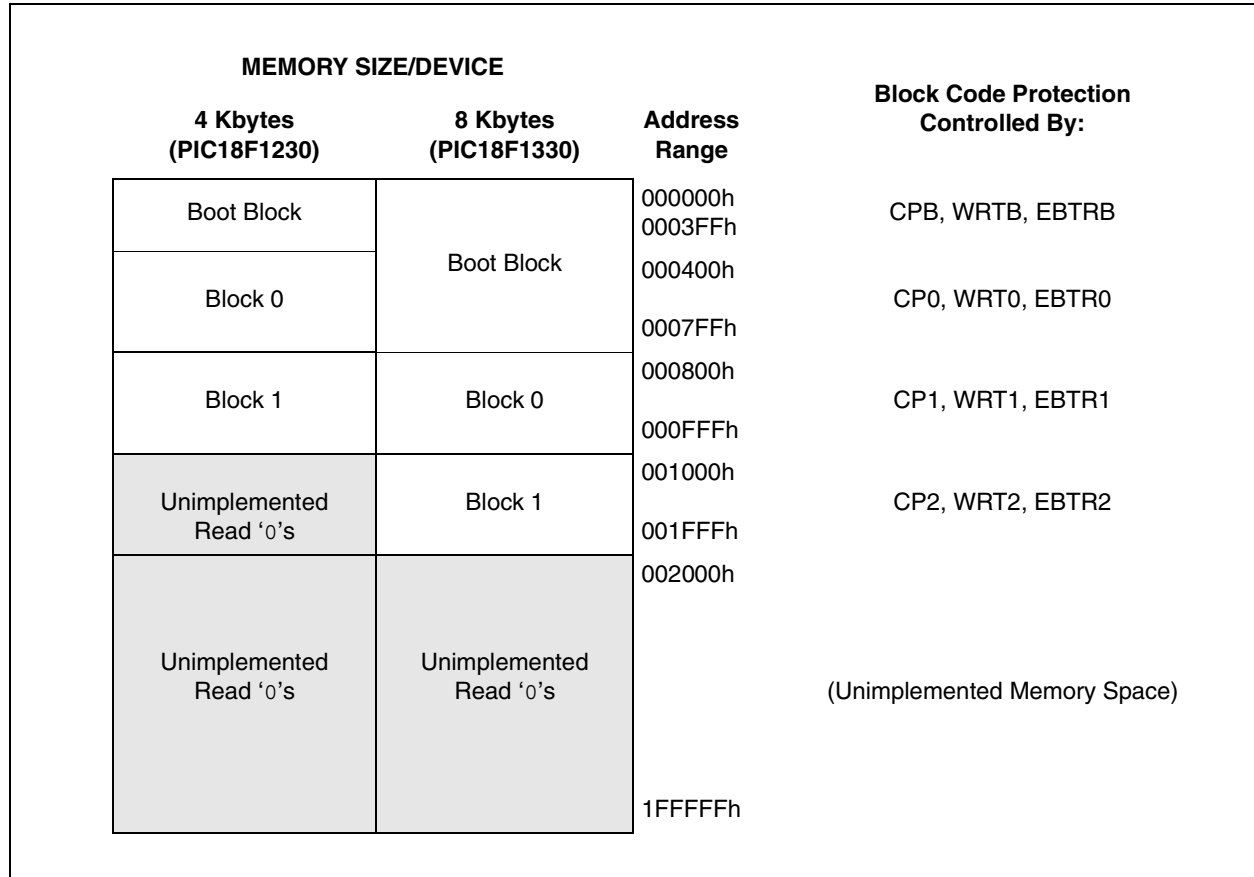 MEMORY SIZE/DEVICE
Block Code Protection
Controlled By:
4 Kbytes
(PIC18F1230)
8 Kbytes
(PIC18F1330)
Address
Range
Boot Block
Boot Block
000000h
0003FFh
CPB, WRTB, EBTRB
Block 0
000400h
0007FFh
CP0, WRT0, EBTR0
Block 1
Block 0
000800h
000FFFh
CP1, WRT1, EBTR1
Unimplemented
Read ‘0’s
Block 1
001000h
001FFFh
CP2, WRT2, EBTR2
002000h
Unimplemented
Read ‘0’s
Unimplemented
Read ‘0’s
(Unimplemented Memory Space)
1FFFFFh